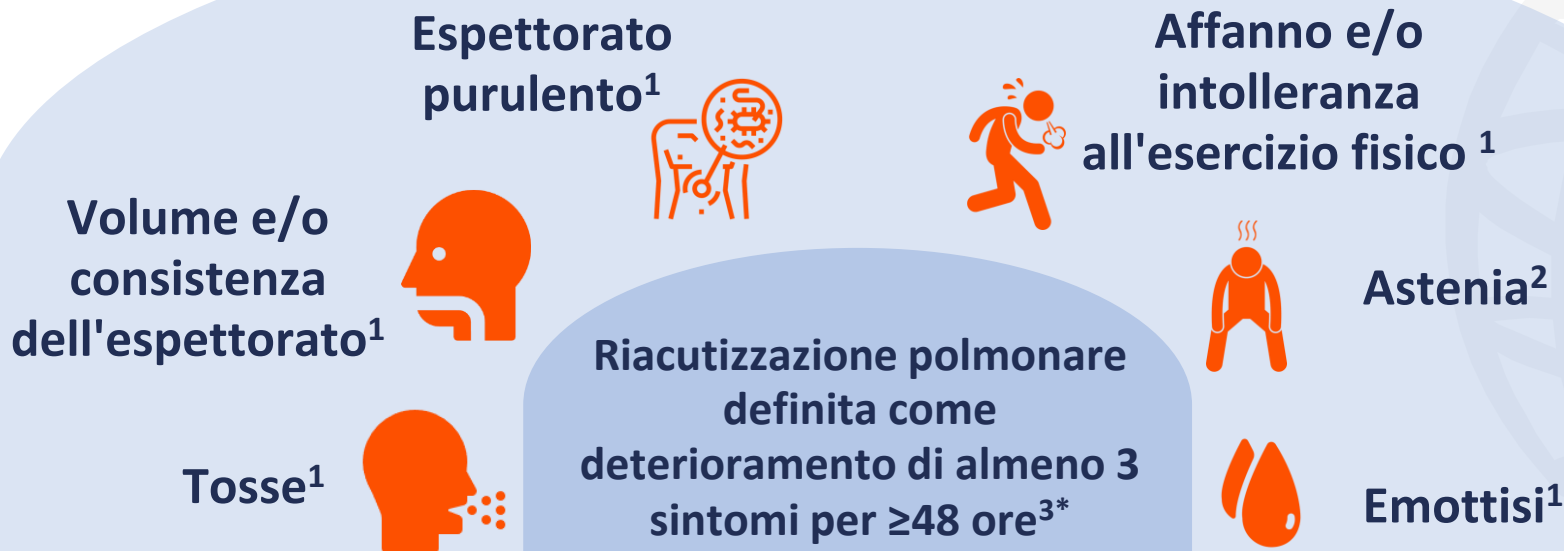 Espettorato
purulento¹
Affanno e/o
intolleranza
all'esercizio fisico ¹
Volume e/o
consistenza
dell'espettorato¹
Astenia²
Riacutizzazione polmonare
definita come
deterioramento di almeno 3
sintomi per ≥48 ore³*
Tosse¹
Emottisi¹